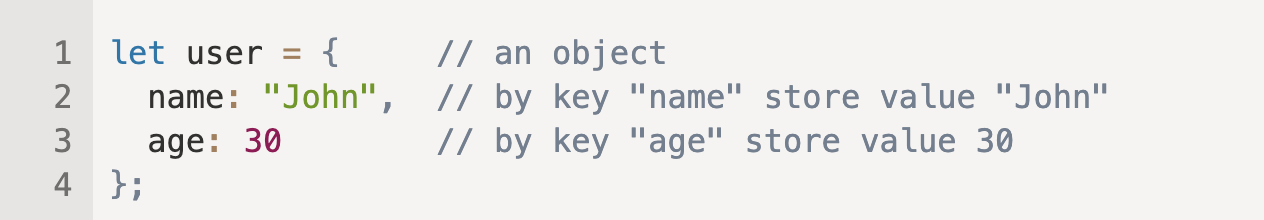 1 let user = {     // an object
2   name: "John",  // by key "name" store value "John"
3   age: 30        // by key "age" store value 30
4 };